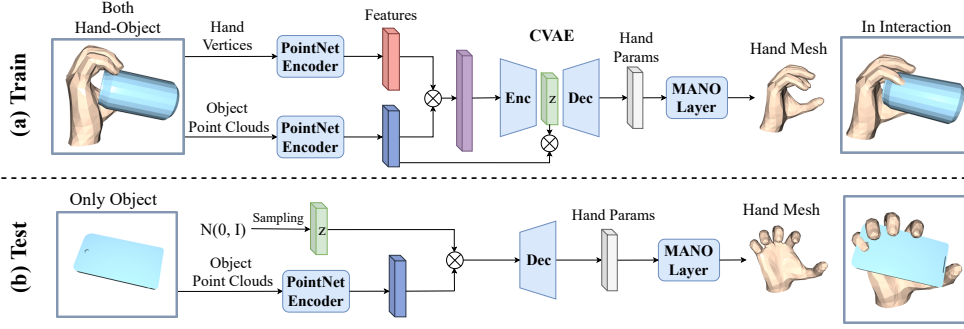 (a) Train
Both
Hand-Object
Hand
Vertices
PointNet
Encoder
Features
Object
Point Clouds
PointNet
Encoder
CVAE
Enc
z
Dec
Hand
Params
MANO
Layer
Hand Mesh
In Interaction
(b) Test
Only Object
N(0, I)
Sampling
z
Object
Point Clouds
PointNet
Encoder
Dec
Hand Params
MANO
Layer
Hand Mesh